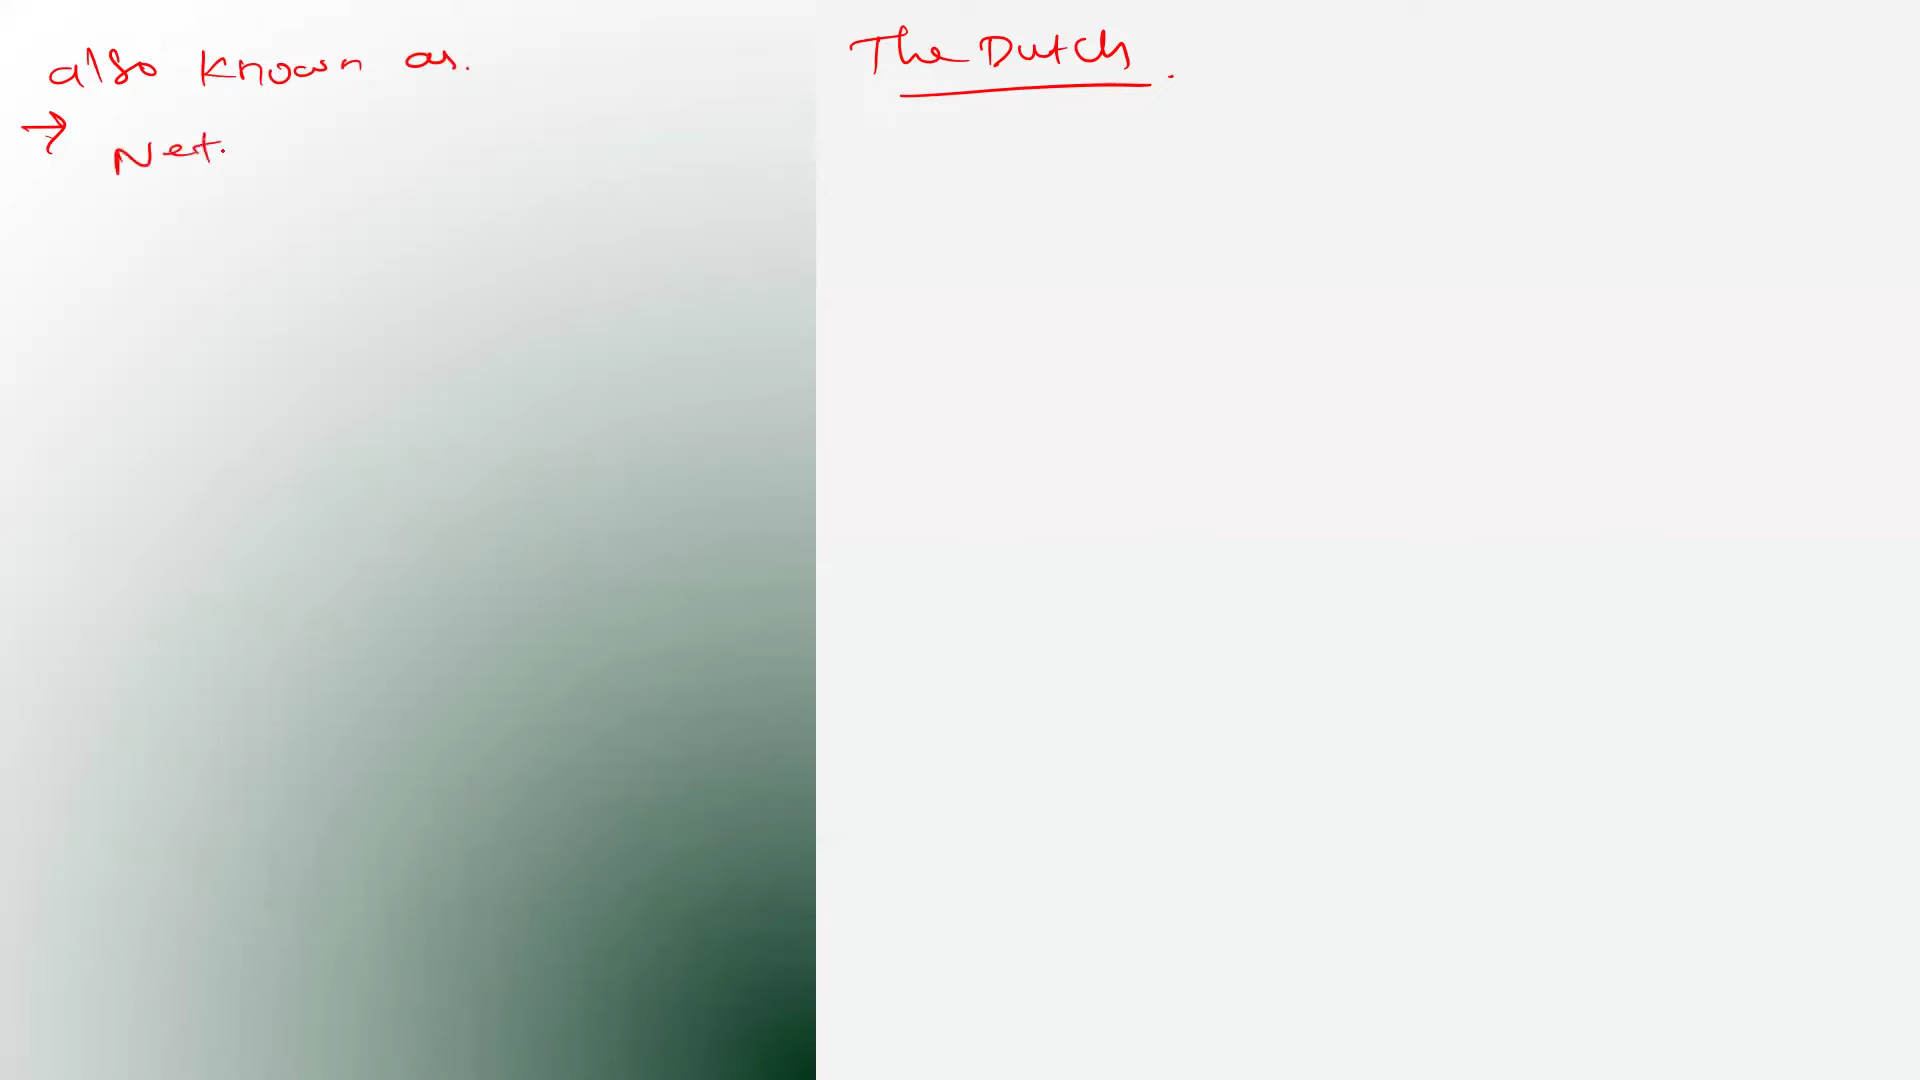 also known as.
→ Net.
The Dutch.